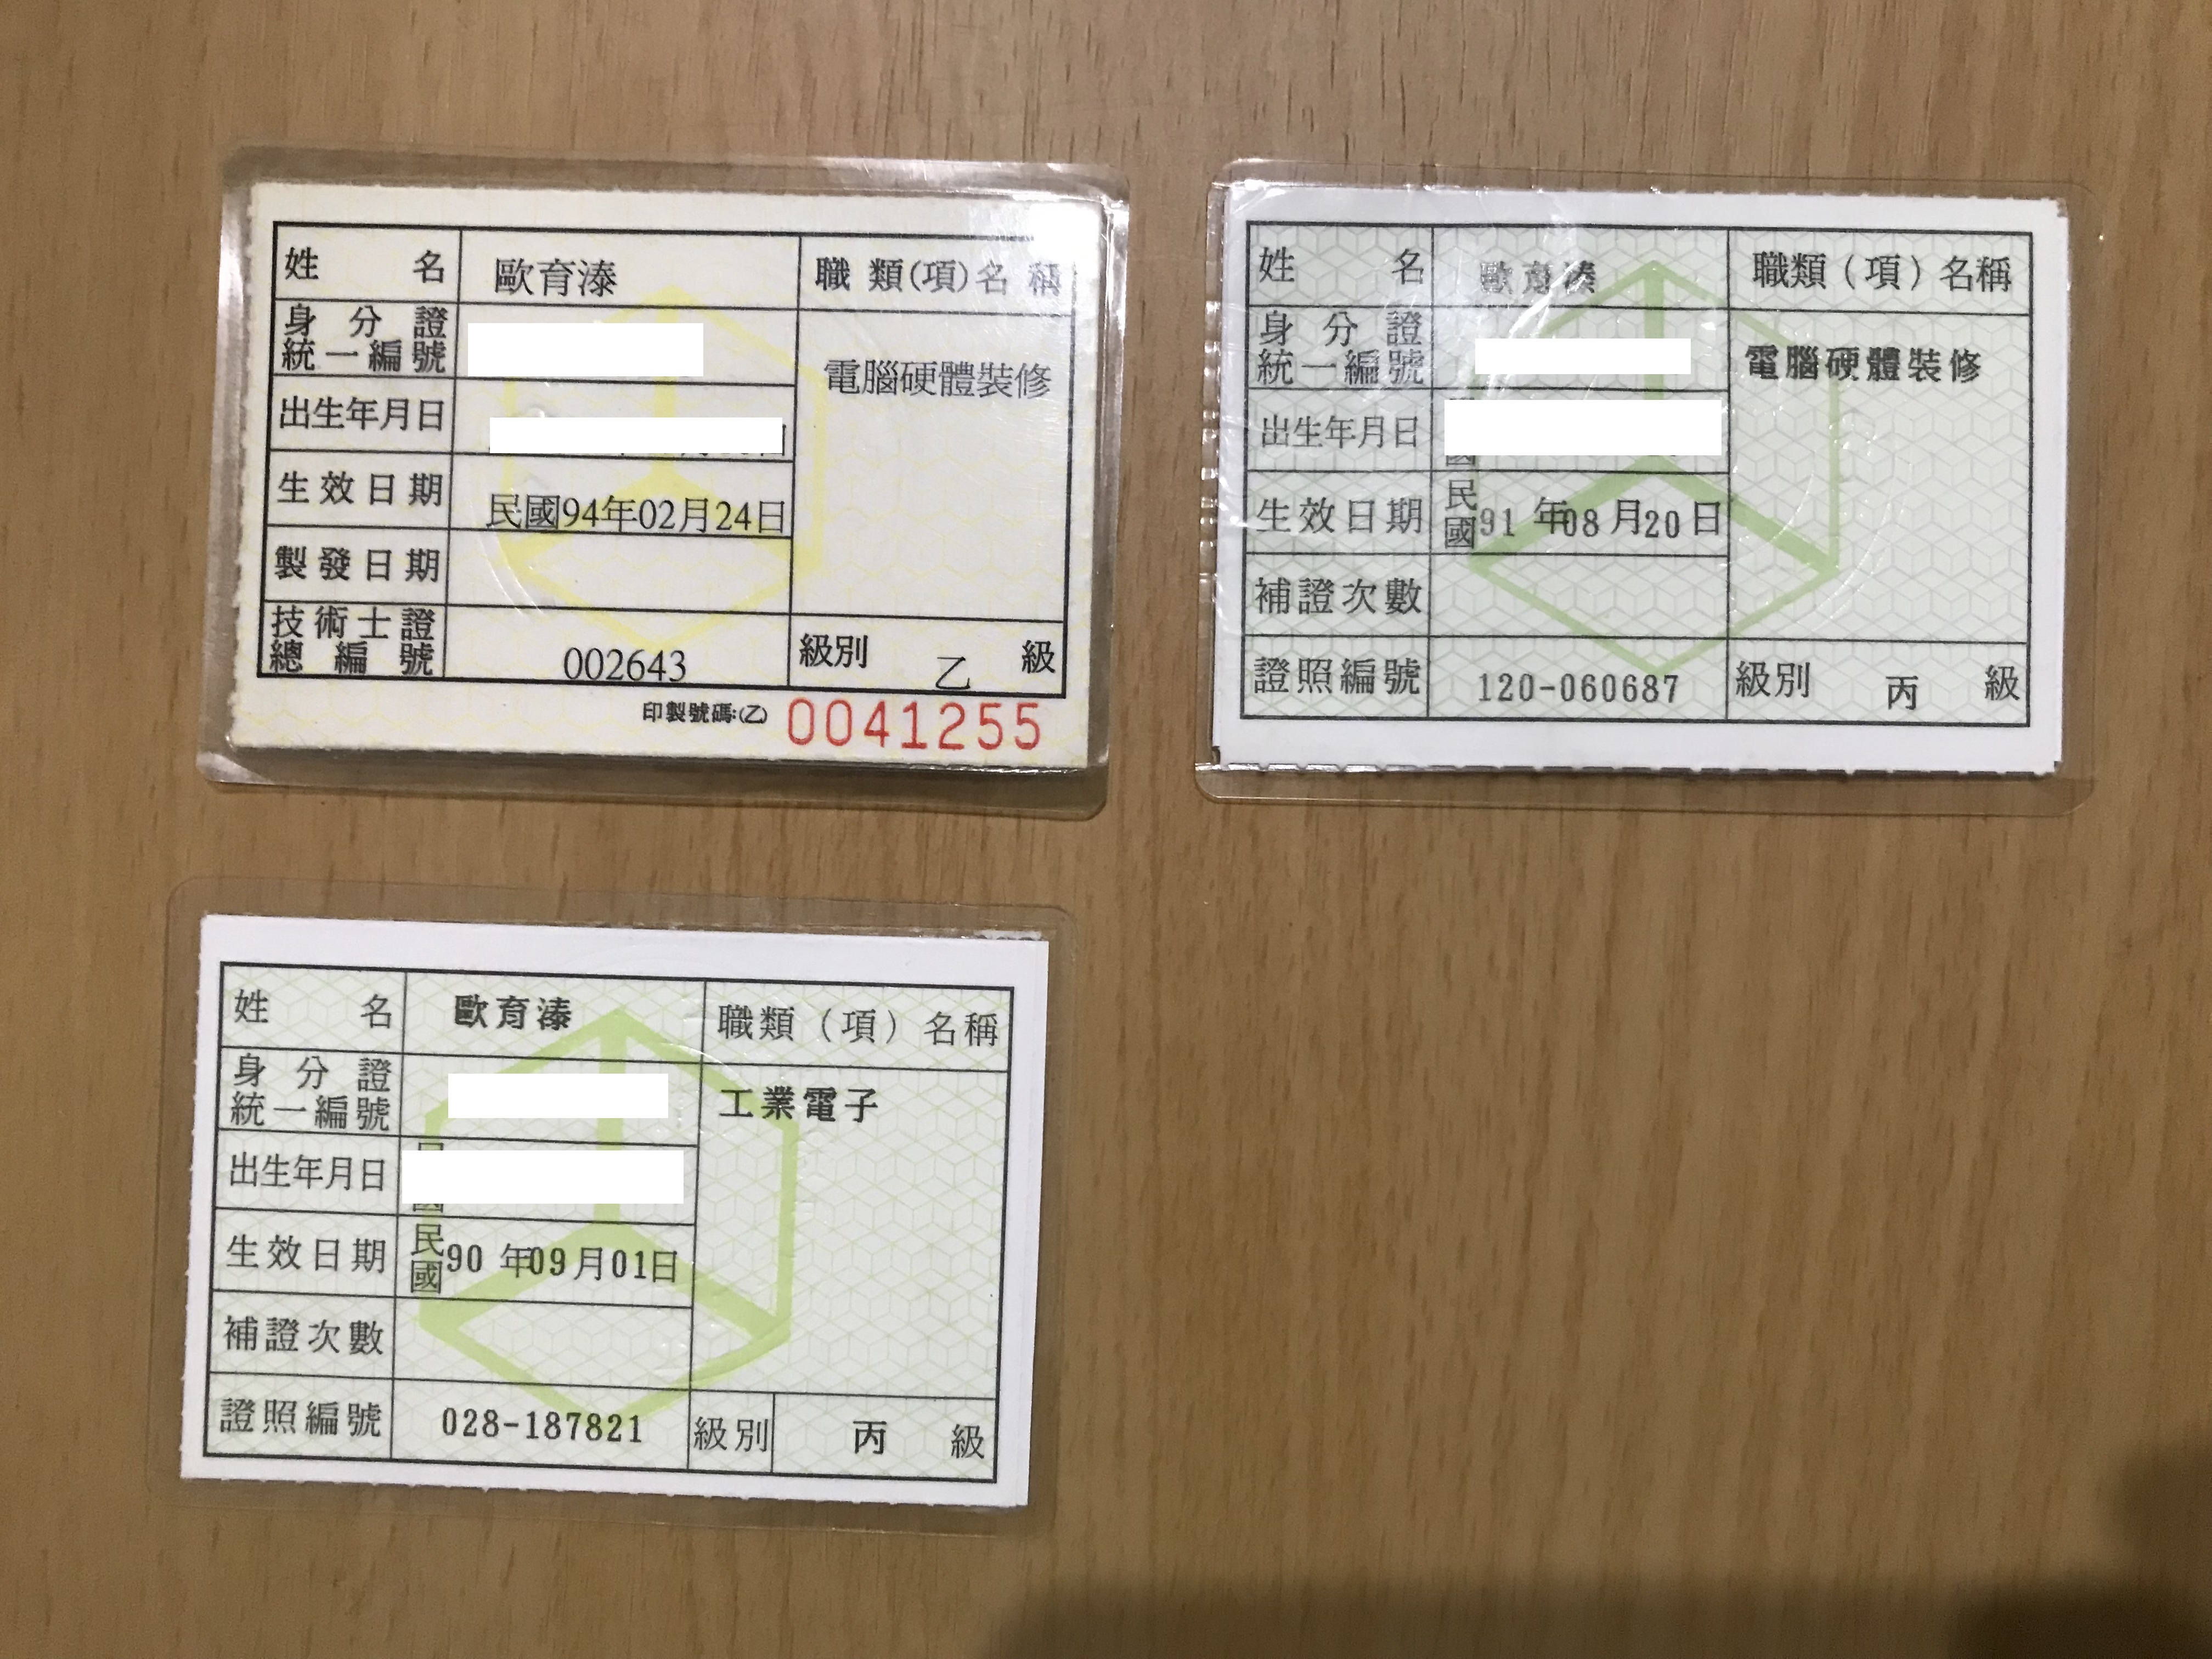 姓名 歐育溙 職類(項)名稱
身分證統一編號 電腦硬體裝修
出生年月日
生效日期 民國94年02月24日
製發日期
技術士證總編號 002643 級別 乙 級
印製號碼:(乙) 0041255
姓名 歐育溙 職類(項)名稱
身分證統一編號 電腦硬體裝修
出生年月日
生效日期 民國91年08月20日
補證次數
證照編號 120-060687 級別 丙 級
姓名 歐育溙 職類(項)名稱
身分證統一編號 工業電子
出生年月日
生效日期 民國90年09月01日
補證次數
證照編號 028-187821 級別 丙 級